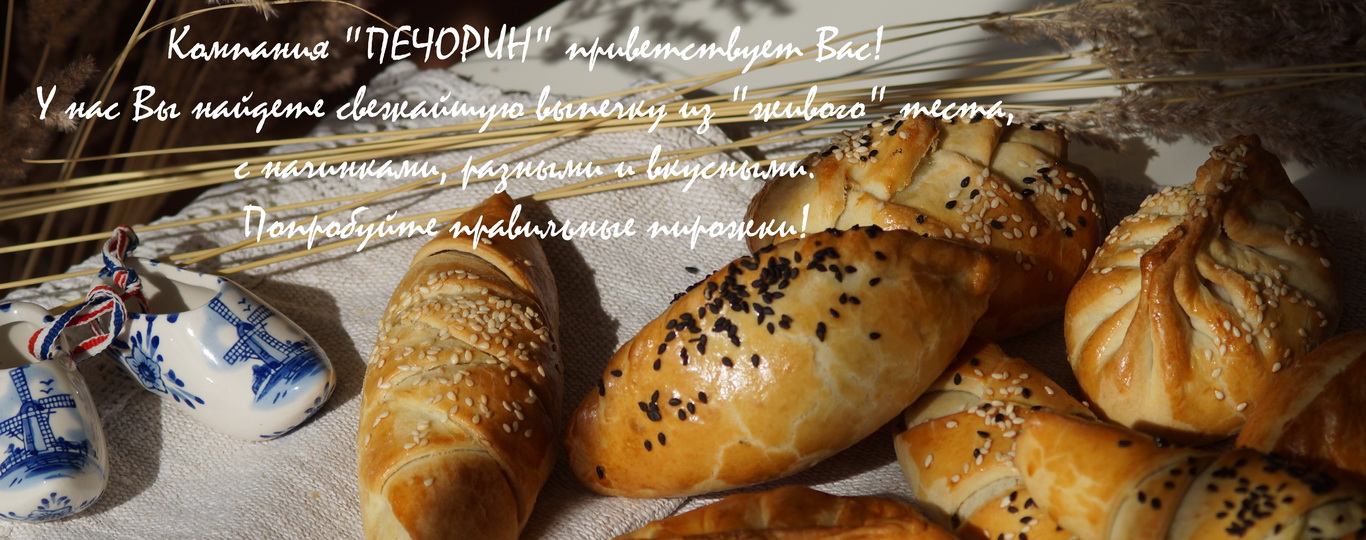 Компания "ПЕЧОРИН" приветствует Вас!
У нас Вы найдете свежайшую выпечку из "живого" теста,
с начинками, разными и вкусными.
Попробуйте правильные пирожки!